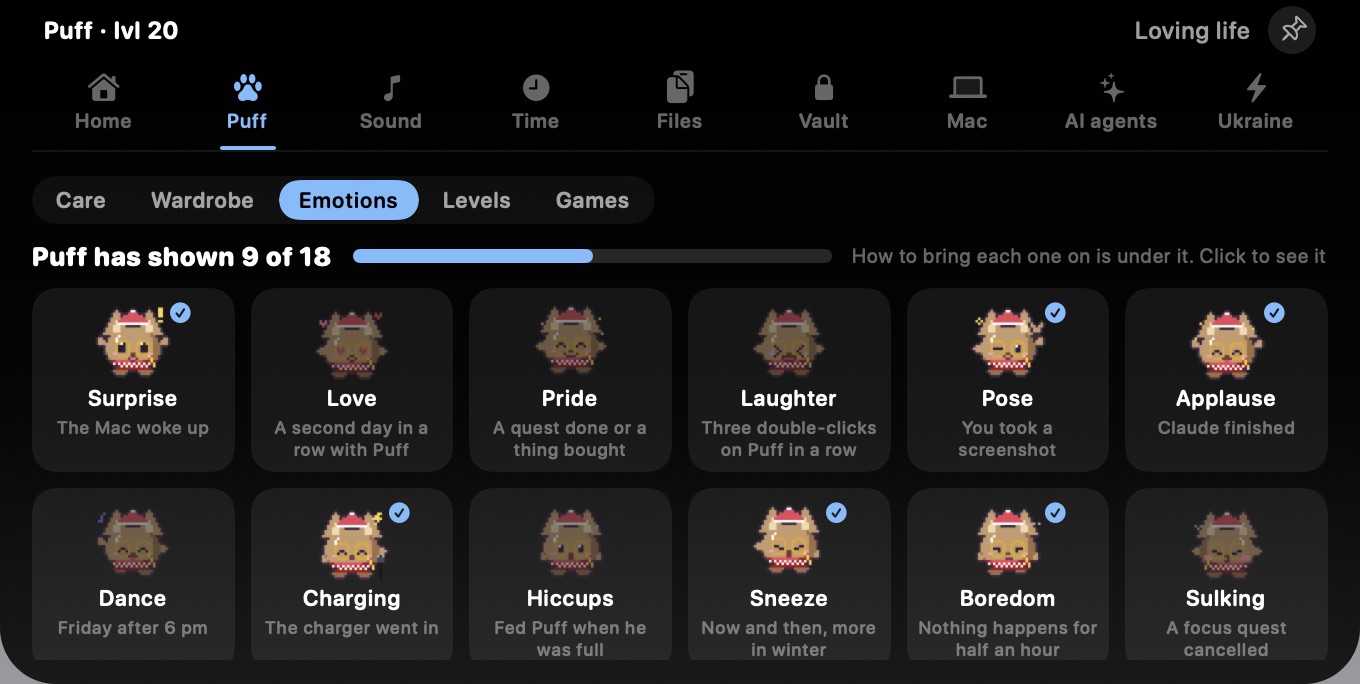 Puff · lvl 20
Loving life
Home
Puff
Sound
Time
Files
Vault
Mac
AI agents
Ukraine
Care
Wardrobe
Emotions
Levels
Games
Puff has shown 9 of 18
How to bring each one on is under it. Click to see it
Surprise
The Mac woke up
Love
A second day in a
row with Puff
Pride
A quest done or a
thing bought
Laughter
Three double-clicks
on Puff in a row
Pose
You took a
screenshot
Applause
Claude finished
Dance
Friday after 6 pm
Charging
The charger went in
Hiccups
Fed Puff when he
was full
Sneeze
Now and then, more
in winter
Boredom
Nothing happens for
half an hour
Sulking
A focus quest
cancelled